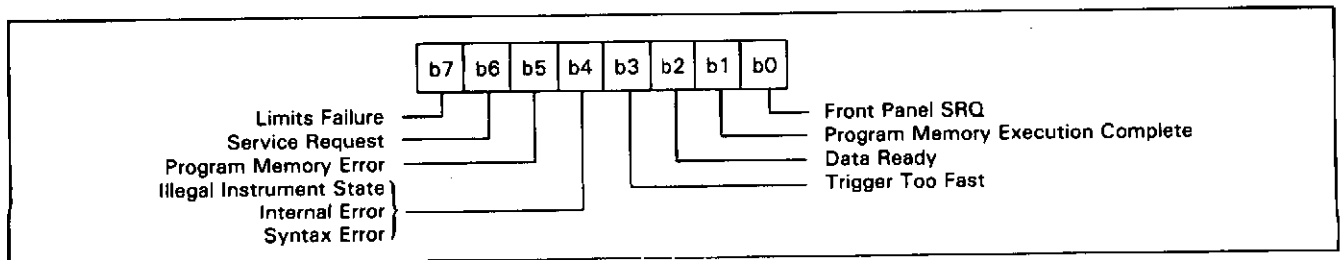 b7 b6 b5 b4 b3 b2 b1 b0
Limits Failure
Service Request
Program Memory Error
Illegal Instrument State
Internal Error
Syntax Error
Front Panel SRQ
Program Memory Execution Complete
Data Ready
Trigger Too Fast